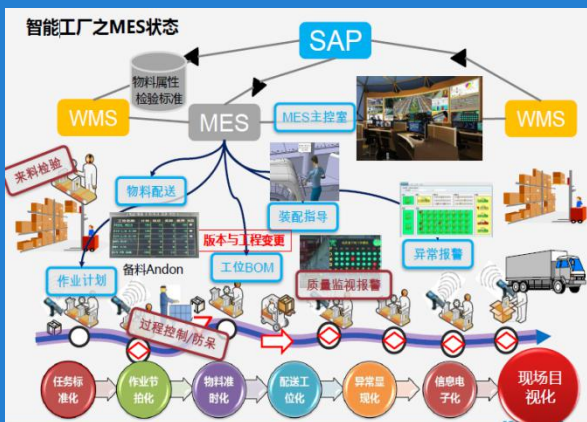 智能工厂之MES状态
SAP
物料属性
检验标准
WMS
MES
MES主控室
WMS
来料检验
物料配送
装配指导
版本与工程变更
异常报警
备料Andon
作业计划
工位BOM
质量监视报警
过程控制/防呆
任务标
准化
作业节
拍化
物料准
时化
配送工
位化
异常显
现化
信息电
子化
现场目
视化